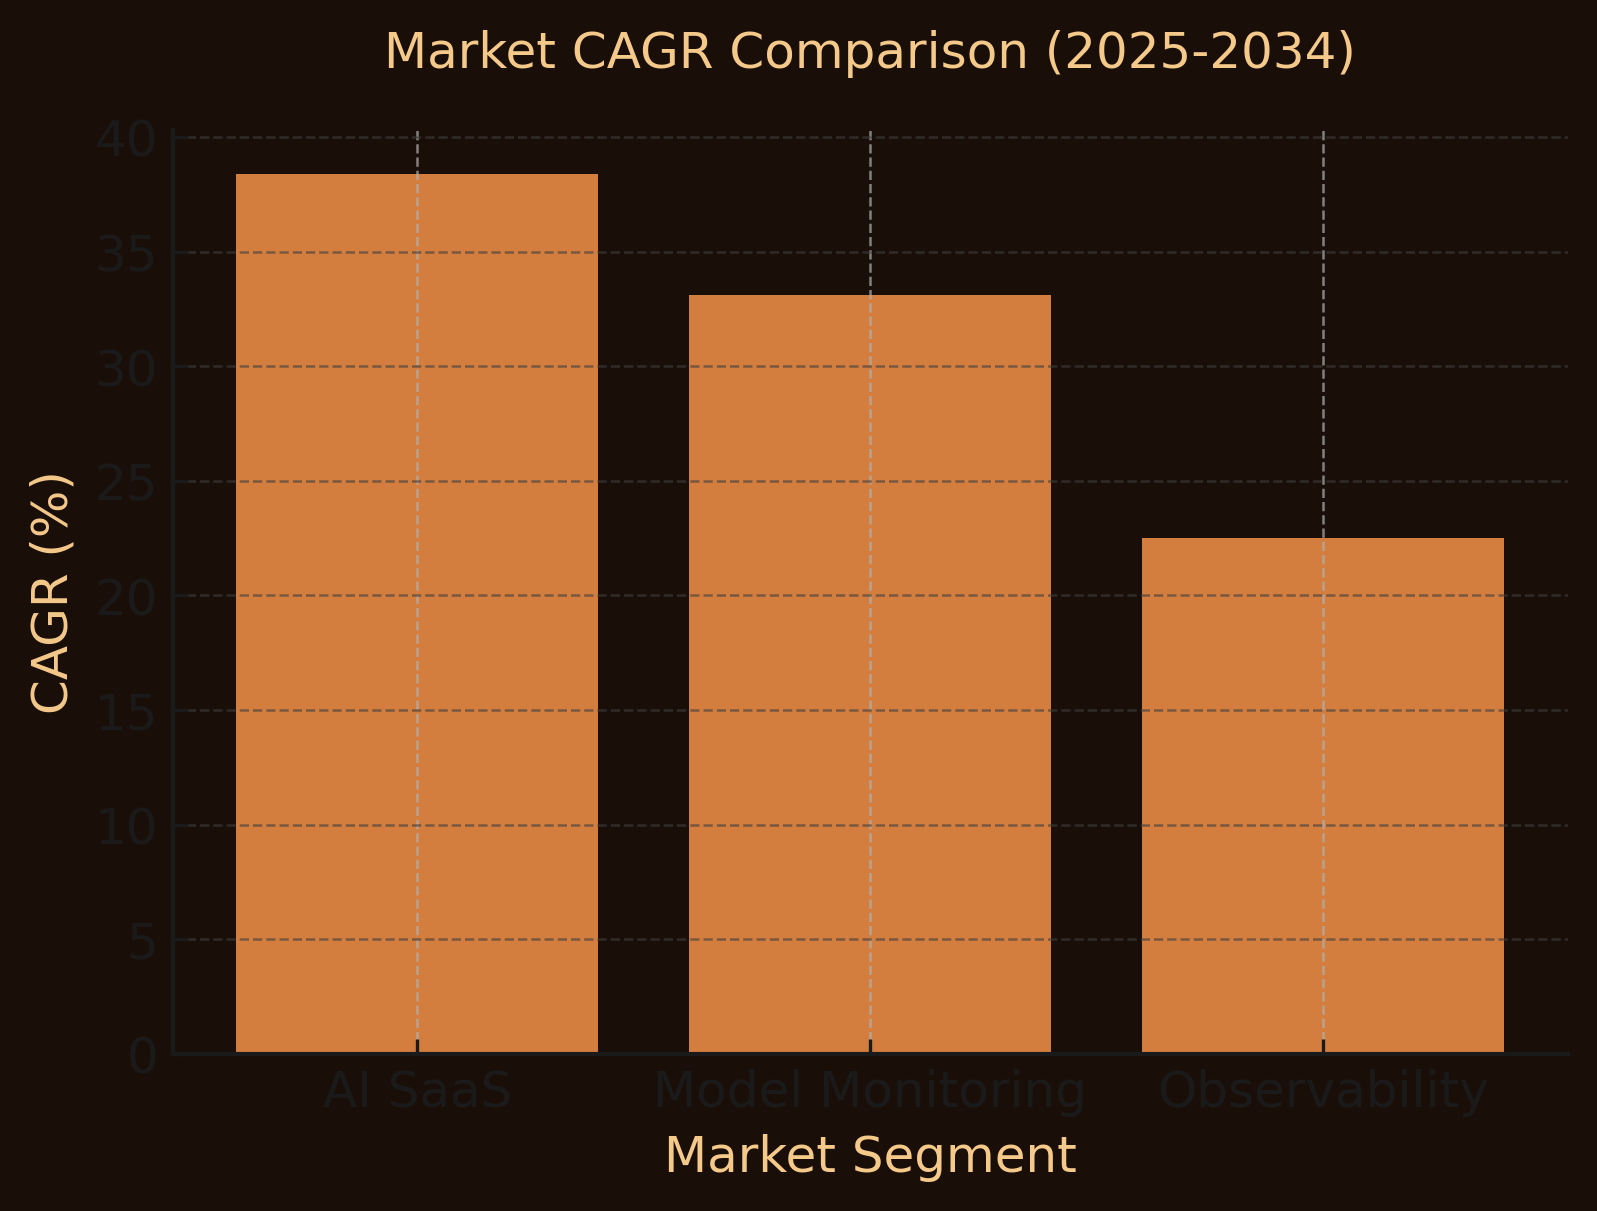 Market CAGR Comparison (2025-2034)
40
35
30
25
20
15
10
5
0
CAGR (%)
AI SaaS
Model Monitoring
Observability
Market Segment